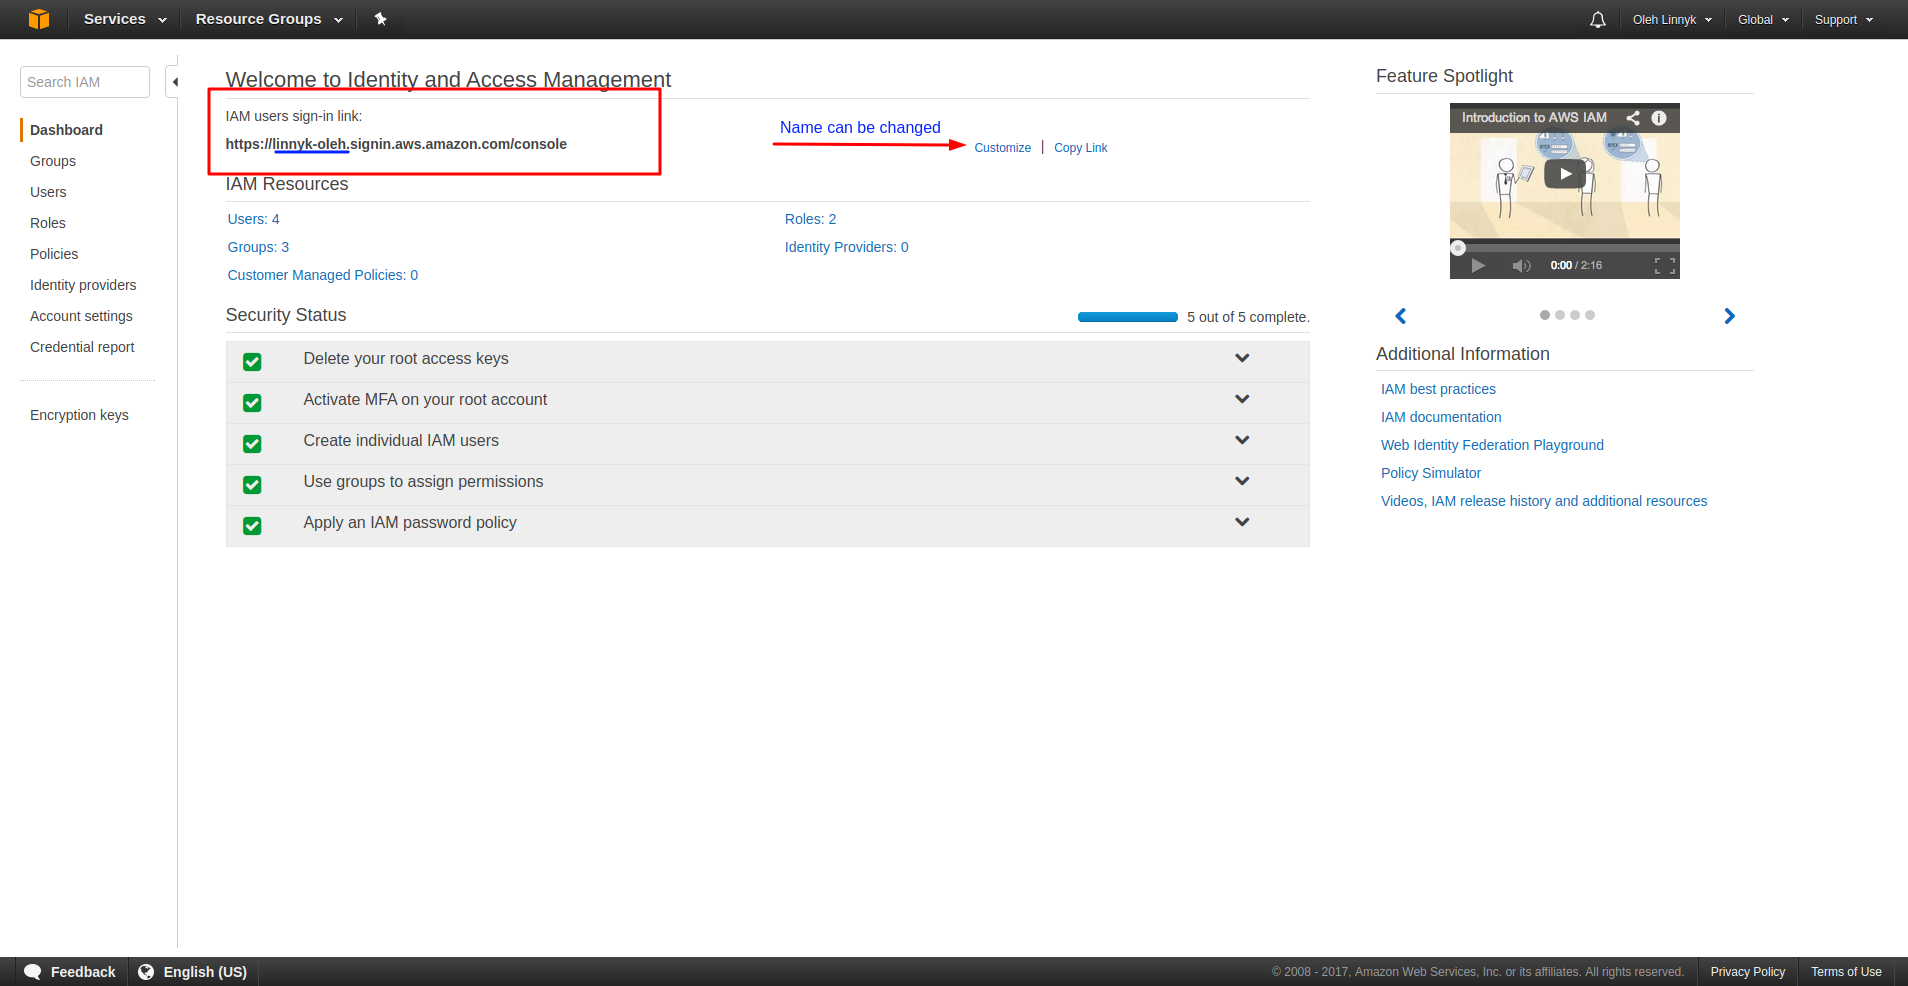 Services Resource Groups Oleh Linnyk Global Support
Search IAM
Dashboard
Groups
Users
Roles
Policies
Identity providers
Account settings
Credential report
Encryption keys
Welcome to Identity and Access Management
IAM users sign-in link:
https://linnyk-oleh.signin.aws.amazon.com/console
Name can be changed
Customize | Copy Link
IAM Resources
Users: 4 Roles: 2
Groups: 3 Identity Providers: 0
Customer Managed Policies: 0
Security Status 5 out of 5 complete.
Delete your root access keys
Activate MFA on your root account
Create individual IAM users
Use groups to assign permissions
Apply an IAM password policy
Feature Spotlight
Introduction to AWS IAM
0:00 / 2:16
Additional Information
IAM best practices
IAM documentation
Web Identity Federation Playground
Policy Simulator
Videos, IAM release history and additional resources
Feedback English (US) © 2008 - 2017, Amazon Web Services, Inc. or its affiliates. All rights reserved. Privacy Policy Terms of Use